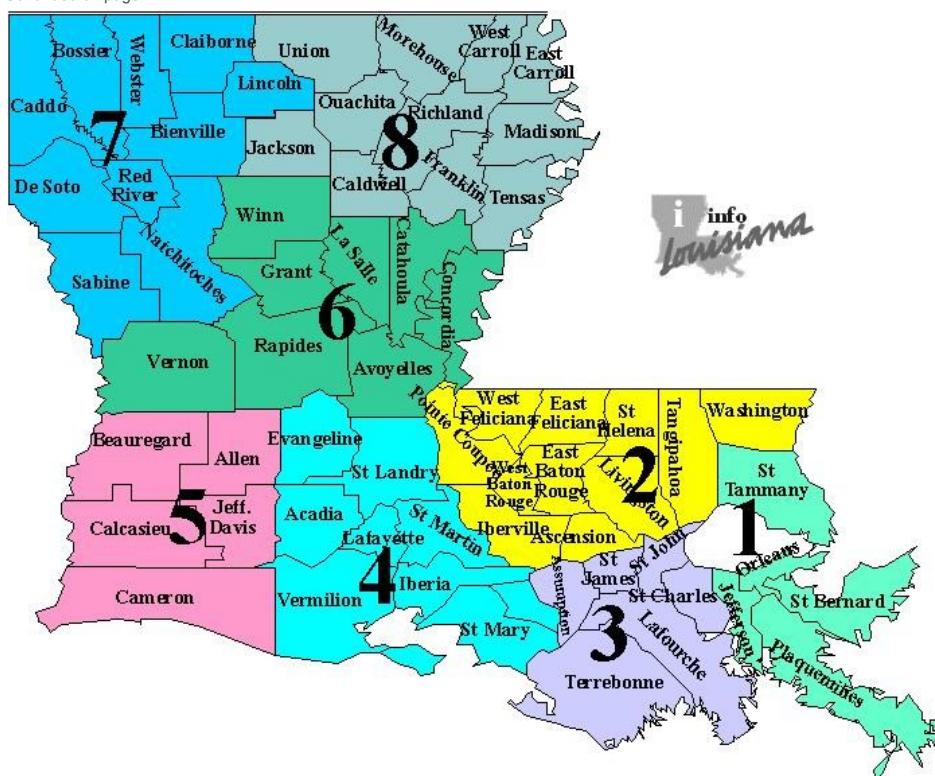 Bossier
Webster
Claiborne
Union
Morehouse
West
Carroll
East
Carroll
Caddo
Lincoln
Ouachita
Richland
Madison
7
Bienville
8
Jackson
Franklin
De Soto
Red
River
Caldwell
Tensas
i info
Louisiana
Winn
La Salle
Catahoula
Natchitoches
Sabine
Grant
Concordia
6
Vernon
Rapides
Avoyelles
Pointe Coupee
West
Feliciana
East
Feliciana
St
Helena
Tangipahoa
Washington
Beauregard
Allen
Evangeline
St Landry
West
Baton
Rouge
East
Baton
Rouge
Livingston
2
St
Tammany
Calcasieu
5
Jeff.
Davis
Acadia
Lafayette
St Martin
Iberville
Ascension
1
Orleans
Cameron
Vermilion
4
Iberia
St Mary
Assumption
St
James
St John
St Charles
Jefferson
St Bernard
3
Lafourche
Terrebonne
Plaquemines